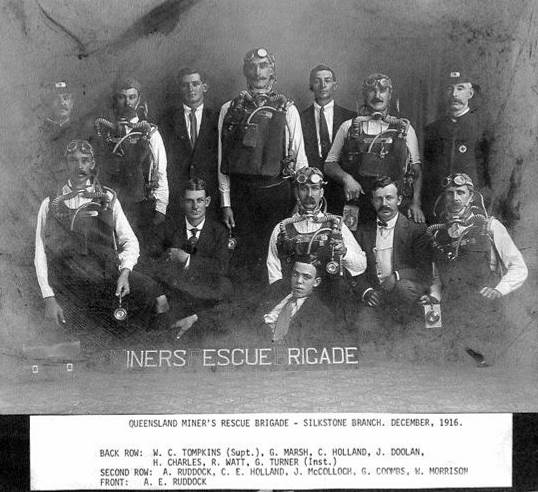 INERS ESCUE RIGADE
QUEENSLAND MINER'S RESCUE BRIGADE - SILKSTONE BRANCH. DECEMBER, 1916.
BACK ROW: W. C. TOMPKINS (Supt.), G. MARSH, C. HOLLAND, J. DOOLAN,
H. CHARLES, R. WATT, G. TURNER (Inst.)
SECOND ROW: A. RUDDOCK, C. E. HOLLAND, J. McCOLLOCH, G. COOMBS, W. MORRISON
FRONT: A. E. RUDDOCK